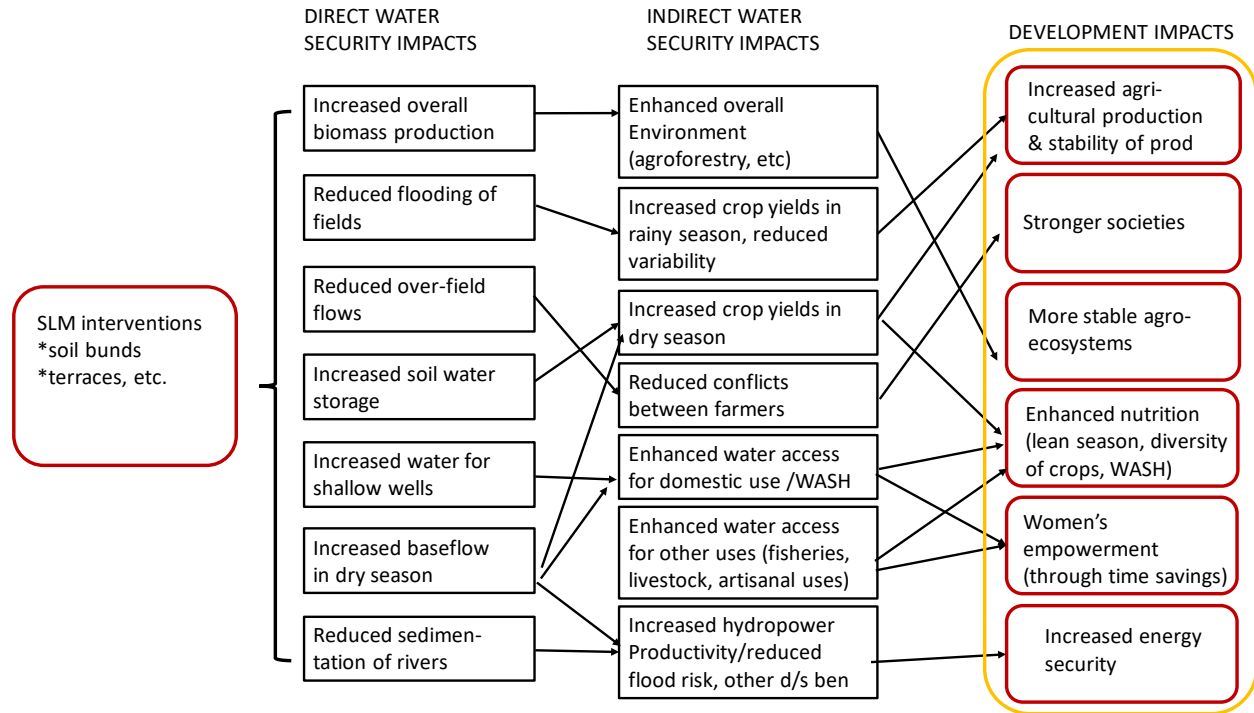 DIRECT WATER
SECURITY IMPACTS
INDIRECT WATER
SECURITY IMPACTS
DEVELOPMENT IMPACTS
SLM interventions
*soil bunds
*terraces, etc.
Increased overall
biomass production
Reduced flooding of
fields
Reduced over-field
flows
Increased soil water
storage
Increased water for
shallow wells
Increased baseflow
in dry season
Reduced sedimen-
tation of rivers
Enhanced overall
Environment
(agroforestry, etc)
Increased crop yields in
rainy season, reduced
variability
Increased crop yields in
dry season
Reduced conflicts
between farmers
Enhanced water access
for domestic use /WASH
Enhanced water access
for other uses (fisheries,
livestock, artisanal uses)
Increased hydropower
Productivity/reduced
flood risk, other d/s ben
Increased agri-
cultural production
& stability of prod
Stronger societies
More stable agro-
ecosystems
Enhanced nutrition
(lean season, diversity
of crops, WASH)
Women's
empowerment
(through time savings)
Increased energy
security